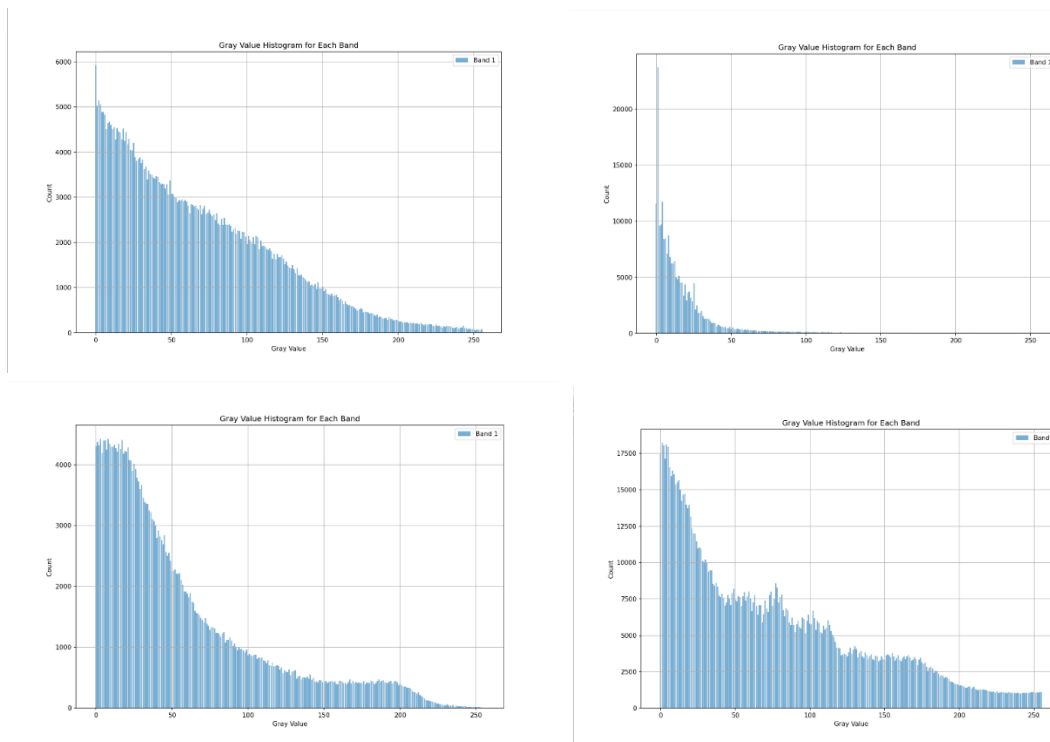 Gray Value Histogram for Each Band
Band 1
6000
5000
4000
3000
2000
1000
0
Count
0 50 100 150 200 250
Gray Value
Gray Value Histogram for Each Band
Band 1
20000
15000
10000
5000
0
Count
0 50 100 150 200 250
Gray Value
Gray Value Histogram for Each Band
Band 1
4000
3000
2000
1000
0
Count
0 50 100 150 200 250
Gray Value
Gray Value Histogram for Each Band
Band
17500
15000
12500
10000
7500
5000
2500
0
Count
0 50 100 150 200 250
Gray Value